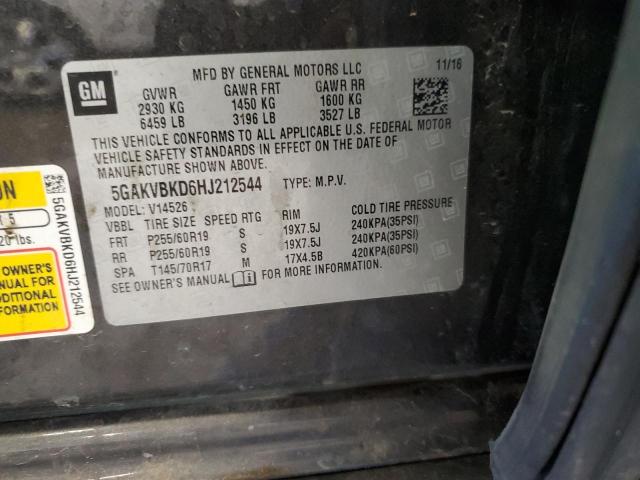 GM
MFD BY GENERAL MOTORS LLC 11/16
GVWR GAWR FRT GAWR RR
2930 KG 1450 KG 1600 KG
6459 LB 3196 LB 3527 LB
THIS VEHICLE CONFORMS TO ALL APPLICABLE U.S. FEDERAL MOTOR
VEHICLE SAFETY STANDARDS IN EFFECT ON THE DATE OF
MANUFACTURE SHOWN ABOVE.
5GAKVBKD6HJ212544 TYPE: M.P.V.
MODEL: V14526
VBBL TIRE SIZE SPEED RTG RIM COLD TIRE PRESSURE
FRT P255/60R19 S 19X7.5J 240KPA(35PSI)
RR P255/60R19 S 19X7.5J 240KPA(35PSI)
SPA T145/70R17 M 17X4.5B 420KPA(60PSI)
SEE OWNER'S MANUAL FOR MORE INFORMATION.
ON
5
20 lbs.
OWNER'S
MANUAL FOR
ADDITIONAL
INFORMATION
5GAKVBKD6HJ212544